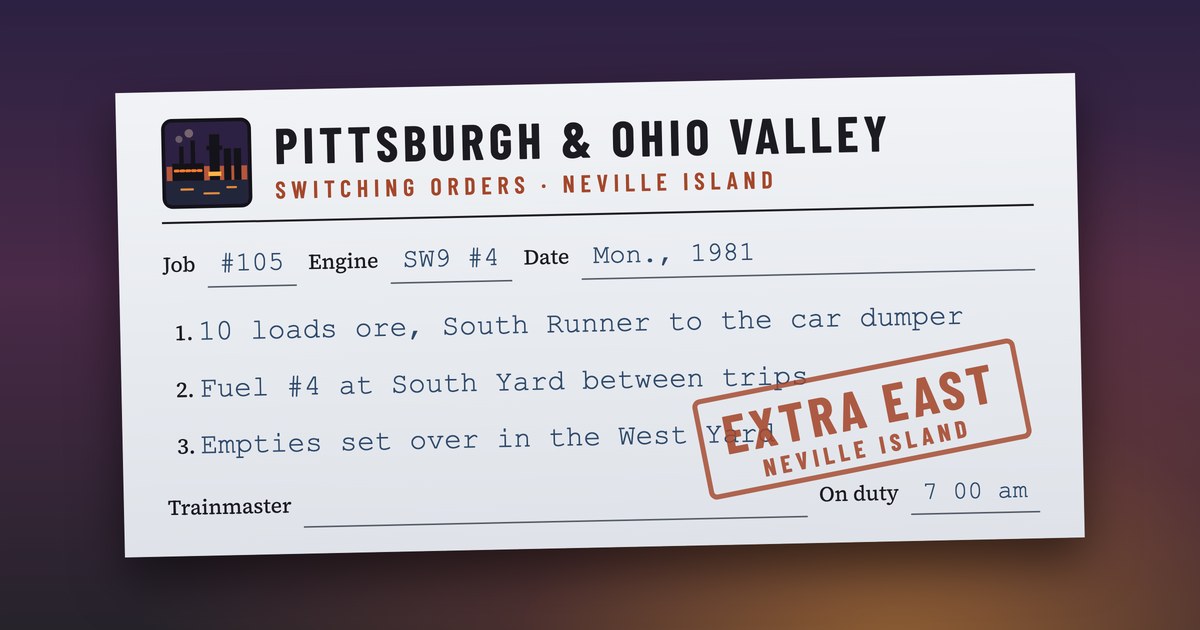 PITTSBURGH & OHIO VALLEY
SWITCHING ORDERS · NEVILLE ISLAND
Job #105 Engine SW9 #4 Date Mon., 1981
1. 10 loads ore, South Runner to the car dumper
2. Fuel #4 at South Yard between trips
3. Empties set over in the West Yard
EXTRA EAST
NEVILLE ISLAND
Trainmaster On duty 7 00 am